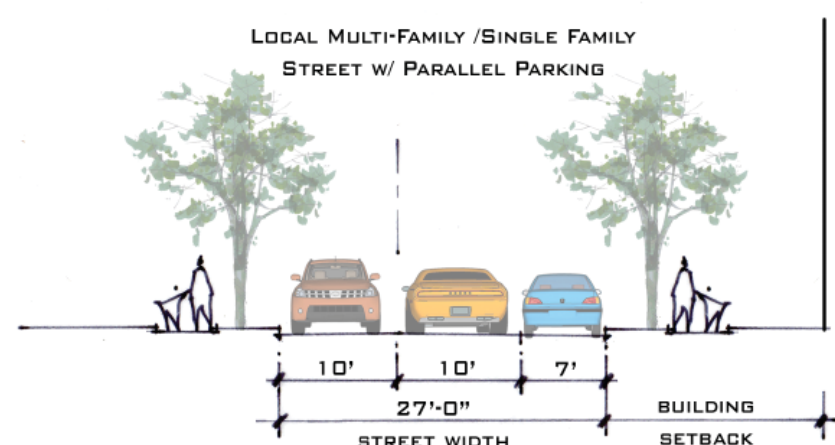 LOCAL MULTI-FAMILY /SINGLE FAMILY
STREET W/ PARALLEL PARKING
10' 10' 7'
27'-0"
STREET WIDTH
BUILDING
SETBACK